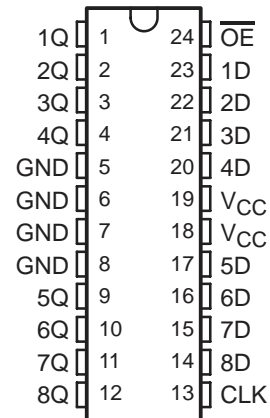 1Q 1 24 OE
2Q 2 23 1D
3Q 3 22 2D
4Q 4 21 3D
GND 5 20 4D
GND 6 19 VCC
GND 7 18 VCC
GND 8 17 5D
5Q 9 16 6D
6Q 10 15 7D
7Q 11 14 8D
8Q 12 13 CLK